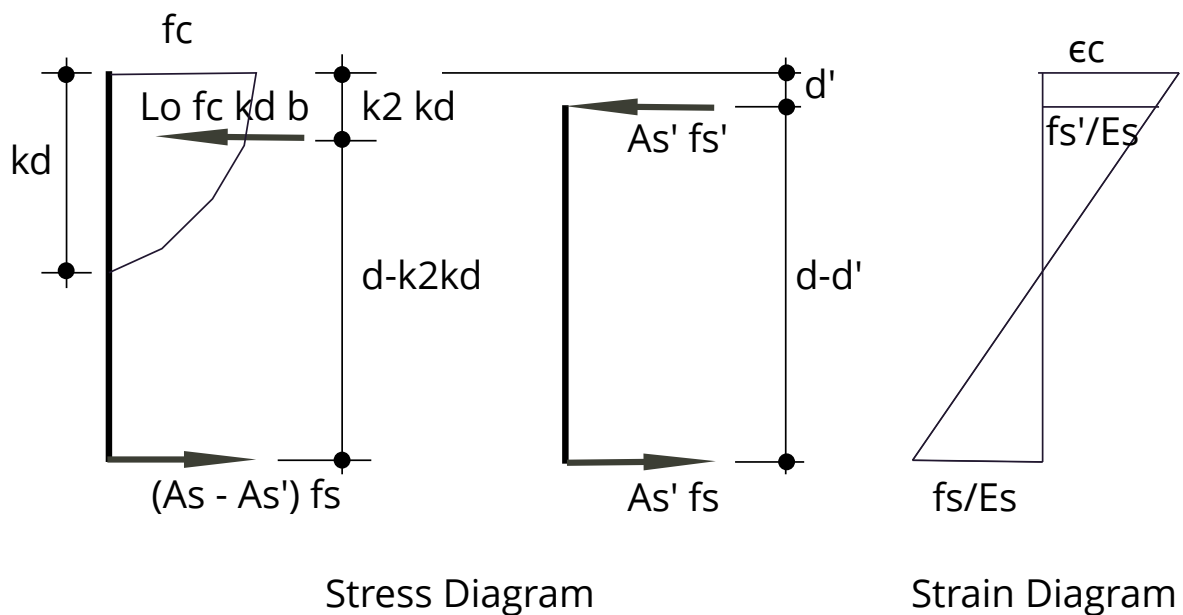 fc
Lo fc kd b
kd
k2 kd
d-k2kd
(As - As') fs
d'
As' fs'
d-d'
As' fs
ϵc
fs'/Es
fs/Es
Stress Diagram
Strain Diagram